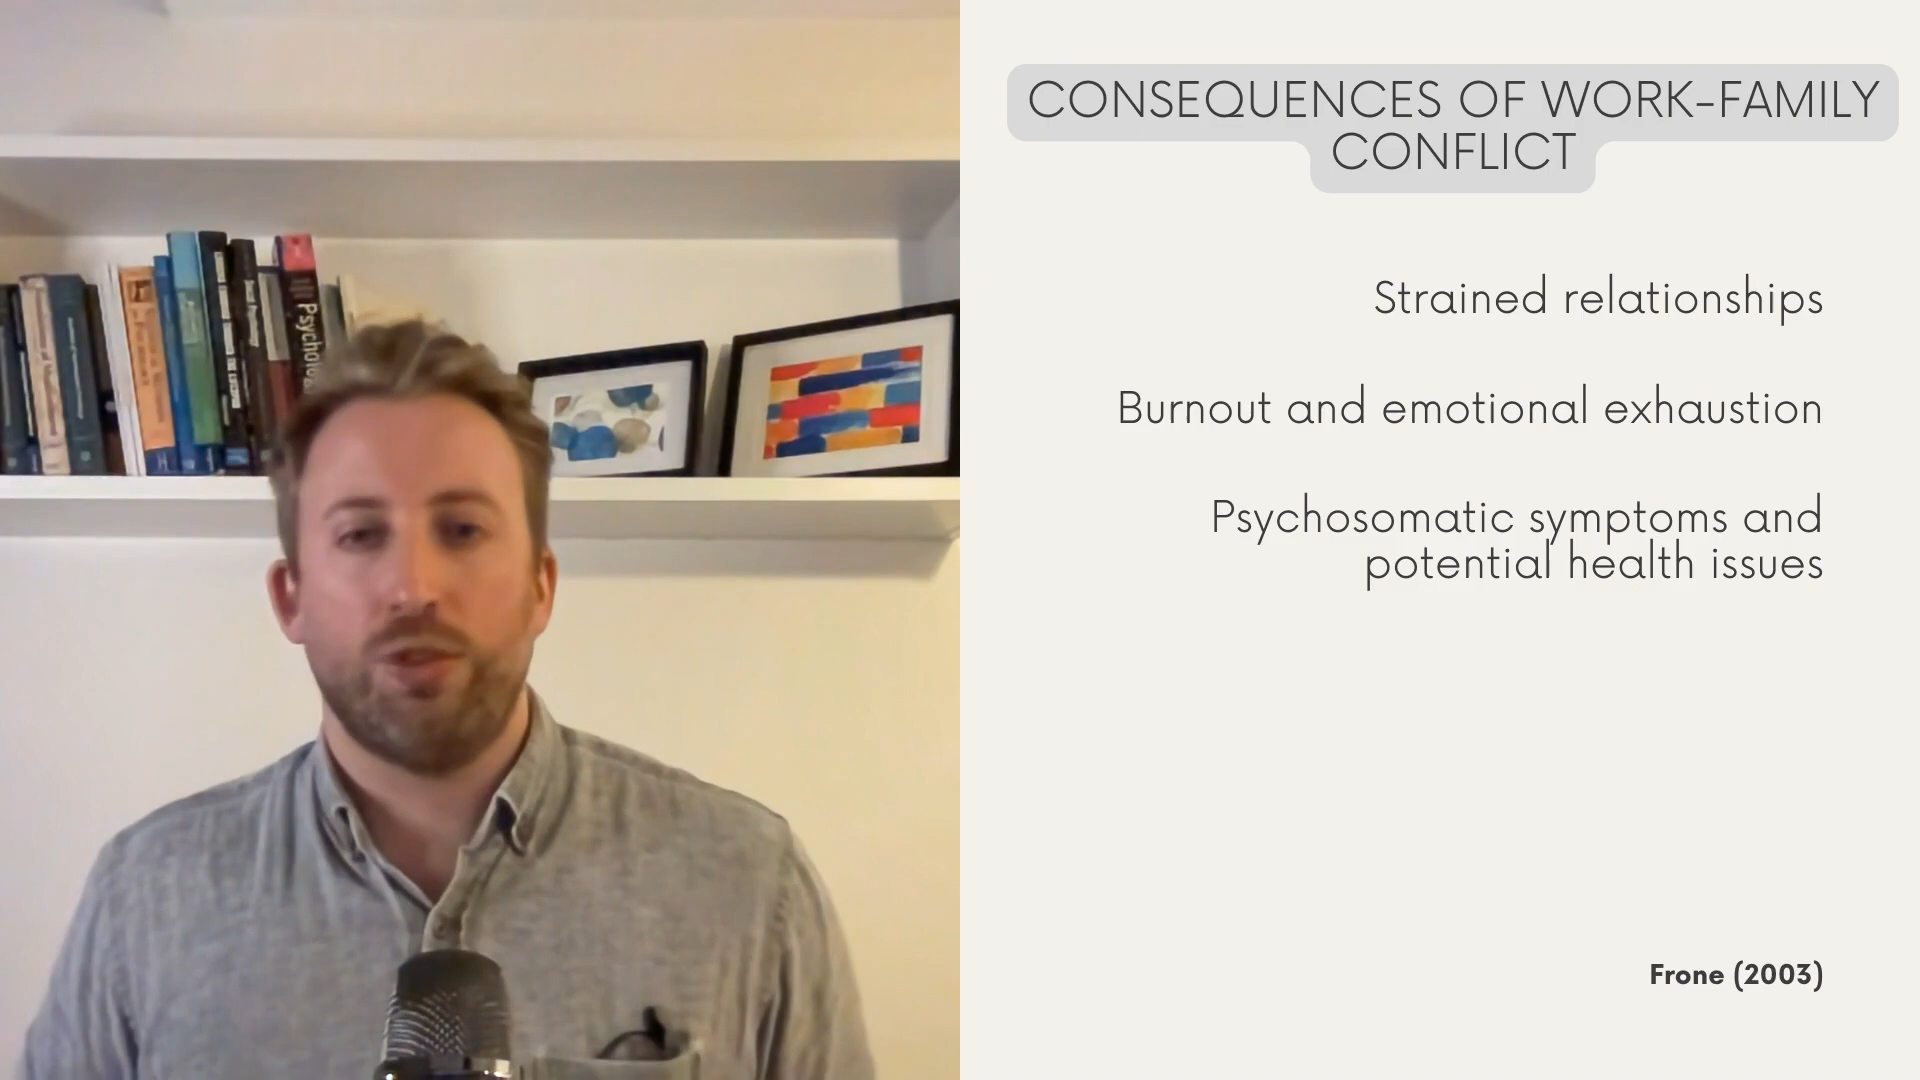 CONSEQUENCES OF WORK-FAMILY
CONFLICT
Strained relationships
Burnout and emotional exhaustion
Psychosomatic symptoms and
potential health issues
Frone (2003)